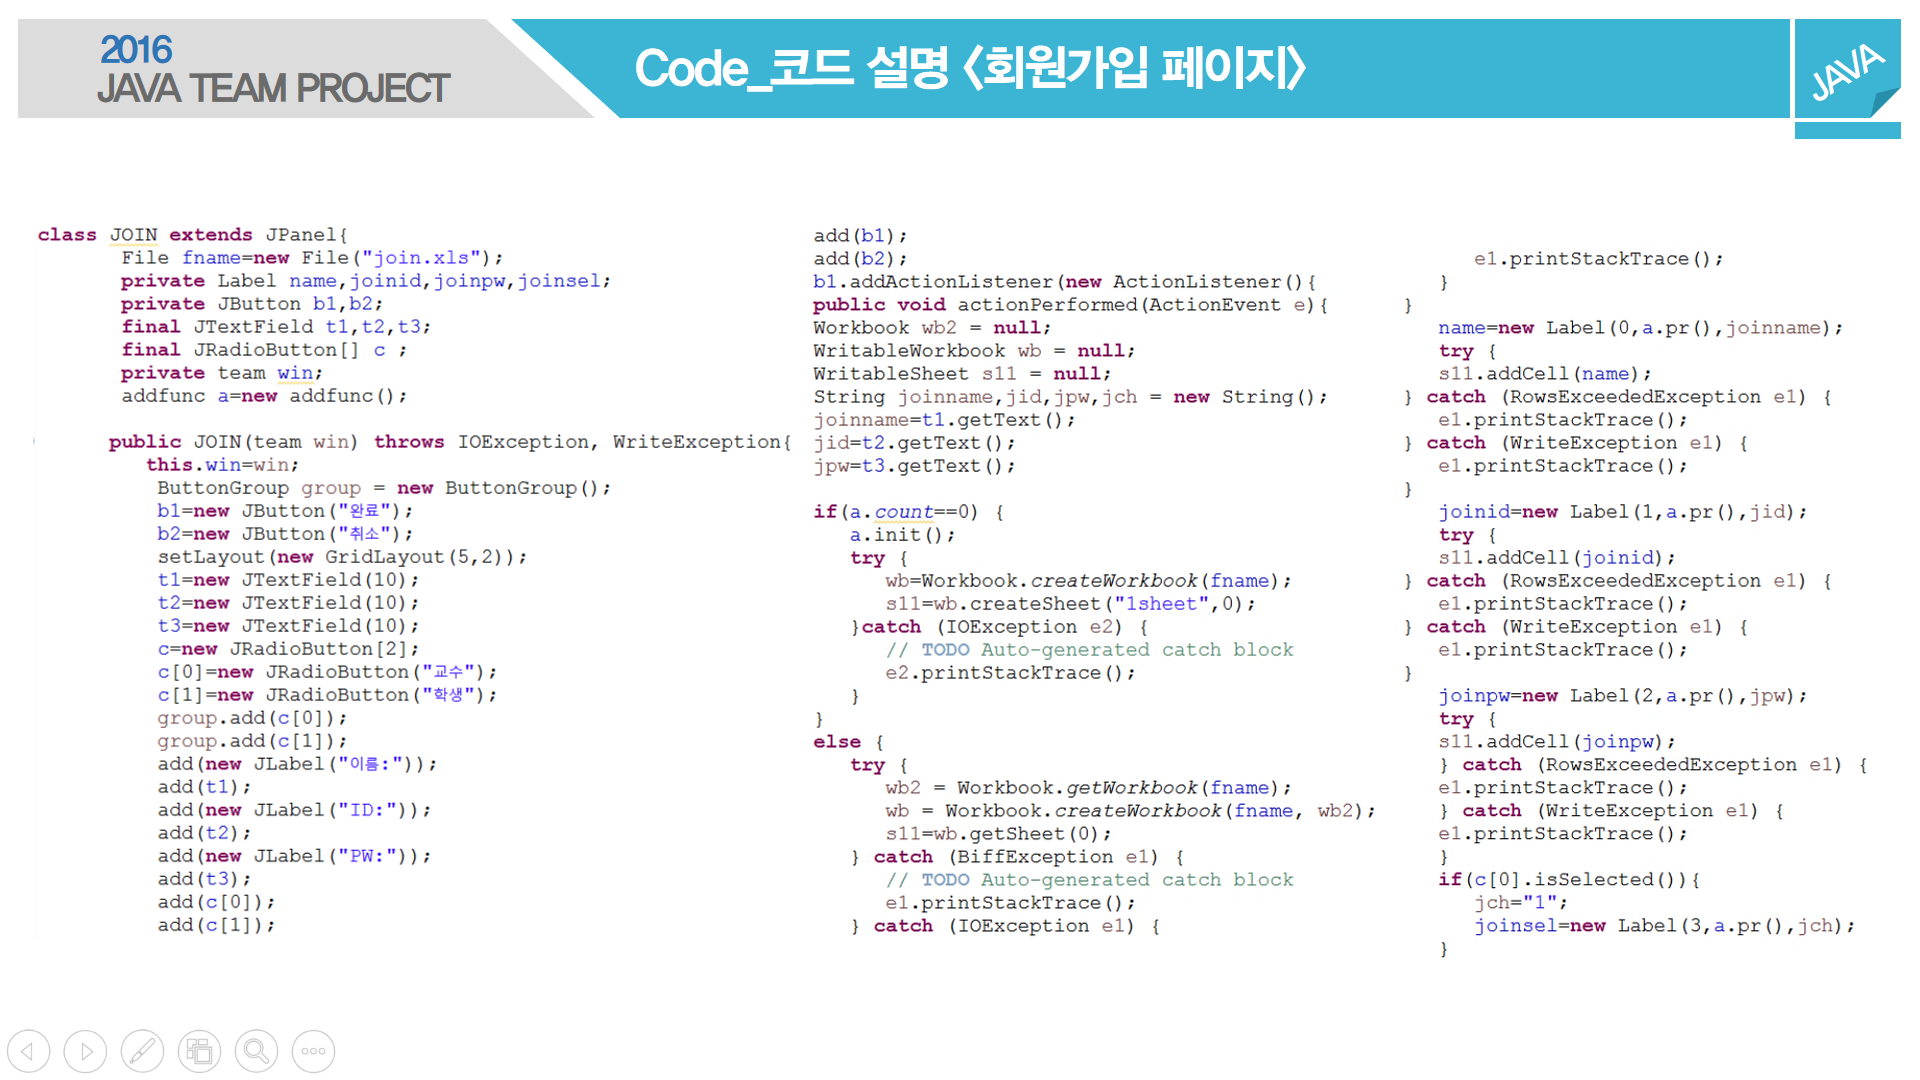 2016
JAVA TEAM PROJECT
Code_코드 설명 <회원가입 페이지>
JAVA
class JOIN extends JPanel{
File fname=new File("join.xls");
private Label name,joinid,joinpw,joinsel;
private JButton b1,b2;
final JTextField t1,t2,t3;
final JRadioButton[] c ;
private team win;
addfunc a=new addfunc();
public JOIN(team win) throws IOException, WriteException{
this.win=win;
ButtonGroup group = new ButtonGroup();
b1=new JButton("완료");
b2=new JButton("취소");
setLayout(new GridLayout(5,2));
t1=new JTextField(10);
t2=new JTextField(10);
t3=new JTextField(10);
c=new JRadioButton[2];
c[0]=new JRadioButton("교수");
c[1]=new JRadioButton("학생");
group.add(c[0]);
group.add(c[1]);
add(new JLabel("이름:"));
add(t1);
add(new JLabel("ID:"));
add(t2);
add(new JLabel("PW:"));
add(t3);
add(c[0]);
add(c[1]);
add(b1);
add(b2);
b1.addActionListener(new ActionListener(){
public void actionPerformed(ActionEvent e){
Workbook wb2 = null;
WritableWorkbook wb = null;
WritableSheet s11 = null;
String joinname,jid,jpw,jch = new String();
joinname=t1.getText();
jid=t2.getText();
jpw=t3.getText();
if(a.count==0) {
a.init();
try {
wb=Workbook.createWorkbook(fname);
s11=wb.createSheet("1sheet",0);
}catch (IOException e2) {
// TODO Auto-generated catch block
e2.printStackTrace();
}
}
else {
try {
wb2 = Workbook.getWorkbook(fname);
wb = Workbook.createWorkbook(fname, wb2);
s11=wb.getSheet(0);
} catch (BiffException e1) {
// TODO Auto-generated catch block
e1.printStackTrace();
} catch (IOException e1) {
e1.printStackTrace();
}
}
name=new Label(0,a.pr(),joinname);
try {
s11.addCell(name);
} catch (RowsExceededException e1) {
e1.printStackTrace();
} catch (WriteException e1) {
e1.printStackTrace();
}
joinid=new Label(1,a.pr(),jid);
try {
s11.addCell(joinid);
} catch (RowsExceededException e1) {
e1.printStackTrace();
} catch (WriteException e1) {
e1.printStackTrace();
}
joinpw=new Label(2,a.pr(),jpw);
try {
s11.addCell(joinpw);
} catch (RowsExceededException e1) {
e1.printStackTrace();
} catch (WriteException e1) {
e1.printStackTrace();
}
if(c[0].isSelected()){
jch="1";
joinsel=new Label(3,a.pr(),jch);
}